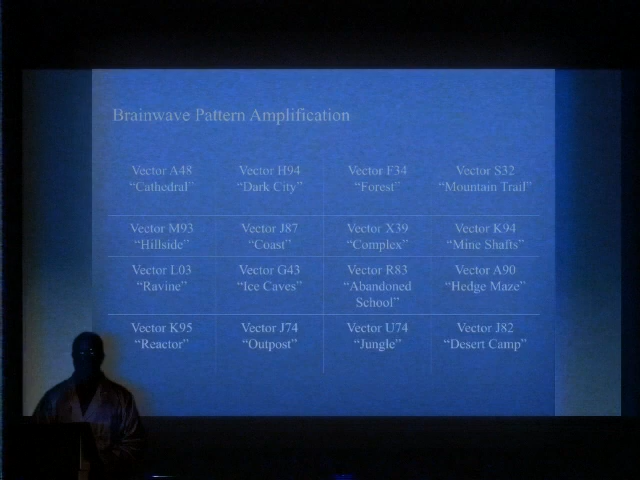 Brainwave Pattern Amplification
Vector A48 Vector H94 Vector F34 Vector S32
“Cathedral” “Dark City” “Forest” “Mountain Trail”
Vector M93 Vector J87 Vector X39 Vector K94
“Hillside” “Coast” “Complex” “Mine Shafts”
Vector L03 Vector G43 Vector R83 Vector A90
“Ravine” “Ice Caves” “Abandoned “Hedge Maze”
School”
Vector K95 Vector J74 Vector U74 Vector J82
“Reactor” “Outpost” “Jungle” “Desert Camp”